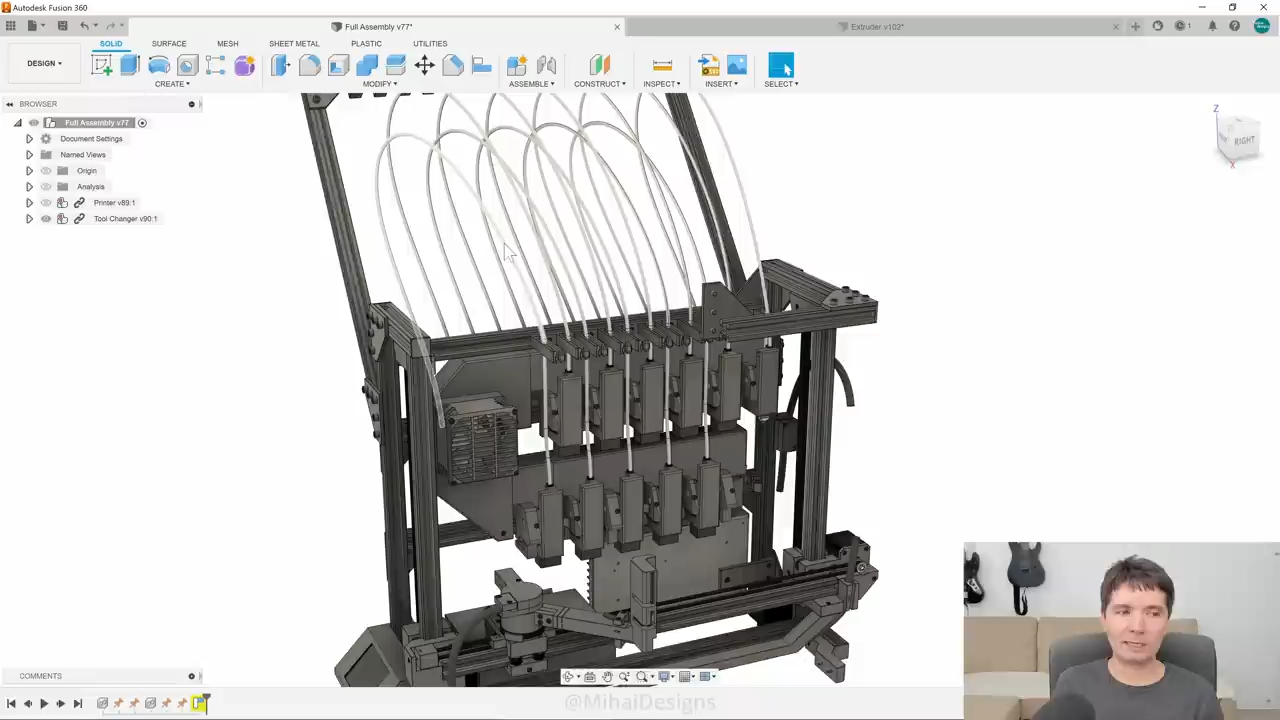 Autodesk Fusion 360
Full Assembly v77*
Extruder v102*
1
DESIGN
SOLID
SURFACE
MESH
SHEET METAL
PLASTIC
UTILITIES
CREATE
MODIFY
ASSEMBLE
CONSTRUCT
INSPECT
INSERT
SELECT
BROWSER
Full Assembly v77
Document Settings
Named Views
Origin
Analysis
Printer v89:1
Tool Changer v90:1
Z
RIGHT
X
COMMENTS
@MihaiDesigns